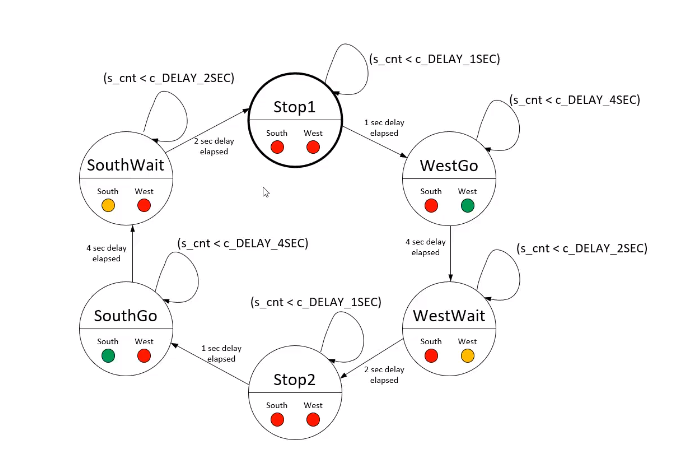 (s_cnt < c_DELAY_1SEC)
(s_cnt < c_DELAY_2SEC)
(s_cnt < c_DELAY_4SEC)
Stop1
South West
1 sec delay
elapsed
2 sec delay
elapsed
SouthWait
South West
WestGo
South West
4 sec delay
elapsed
4 sec delay
elapsed
(s_cnt < c_DELAY_4SEC)
(s_cnt < c_DELAY_2SEC)
(s_cnt < c_DELAY_1SEC)
SouthGo
South West
WestWait
South West
1 sec delay
elapsed
2 sec delay
elapsed
Stop2
South West